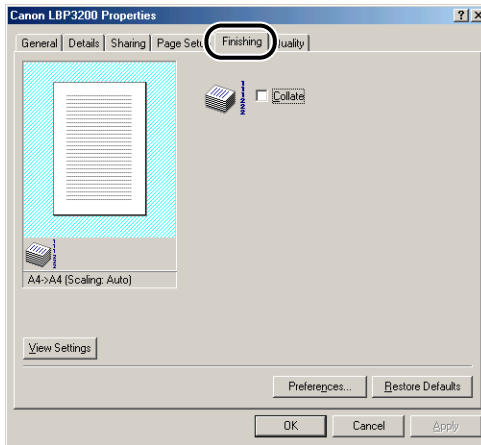 Canon LBP3200 Properties
General Details Sharing Page Setu Finishing uality
Collate
A4->A4 (Scaling: Auto)
View Settings
Preferences... Restore Defaults
OK Cancel Apply